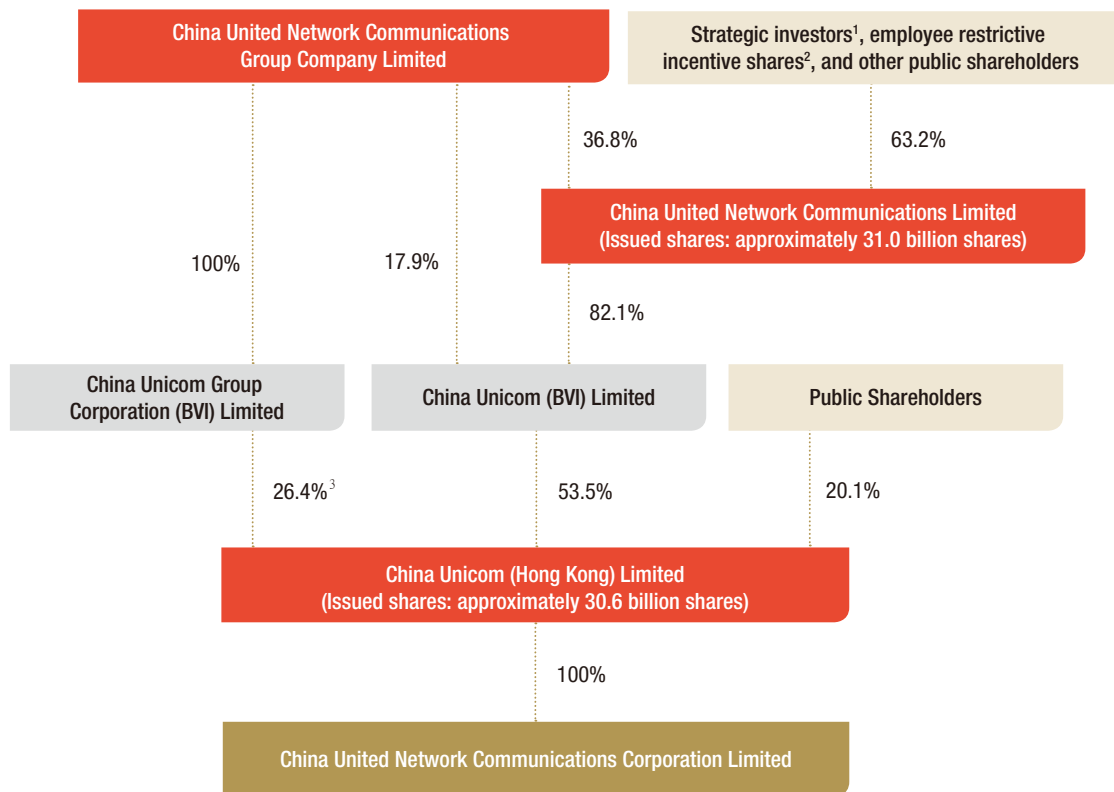 China United Network Communications
Group Company Limited
Strategic investors1, employee restrictive
incentive shares2, and other public shareholders
36.8%
63.2%
China United Network Communications Limited
(Issued shares: approximately 31.0 billion shares)
100%
17.9%
82.1%
China Unicom Group
Corporation (BVI) Limited
China Unicom (BVI) Limited
Public Shareholders
26.4%3
53.5%
20.1%
China Unicom (Hong Kong) Limited
(Issued shares: approximately 30.6 billion shares)
100%
China United Network Communications Corporation Limited